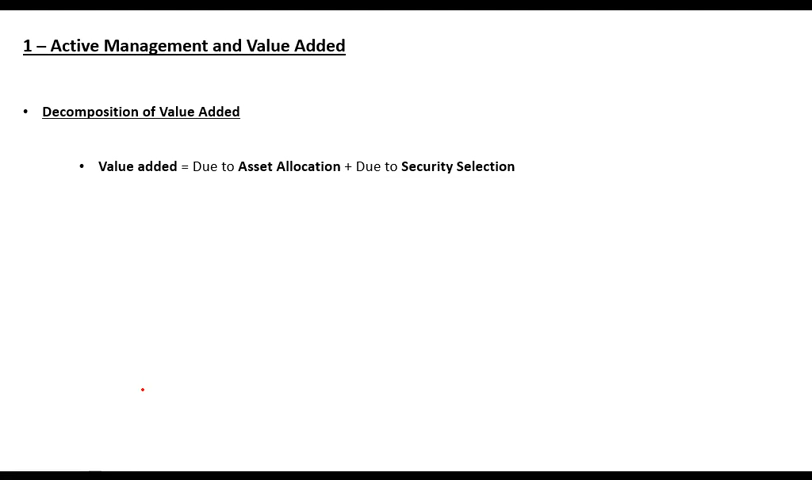 1 – Active Management and Value Added
• Decomposition of Value Added
• Value added = Due to Asset Allocation + Due to Security Selection